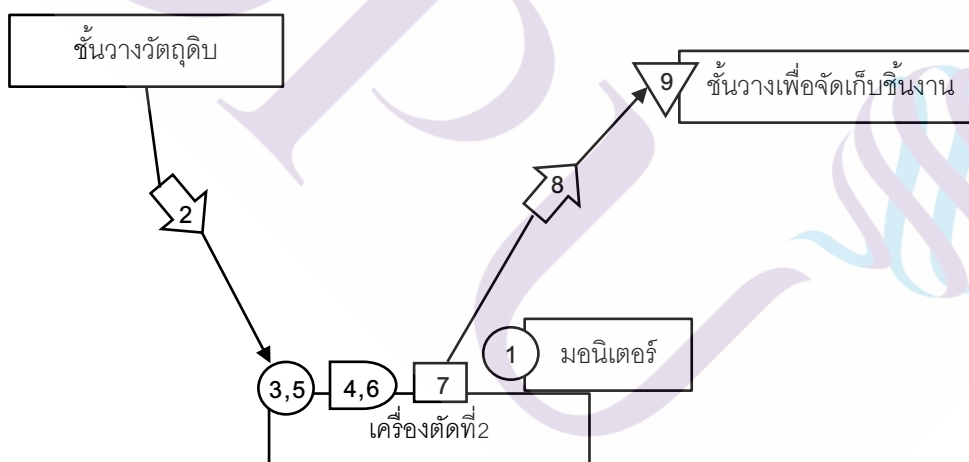 ชั้นวางวัตถุดิบ
9
ชั้นวางเพื่อจัดเก็บชิ้นงาน
2
8
1
มอนิเตอร์
3,5
4,6
7
เครื่องตัดที่2